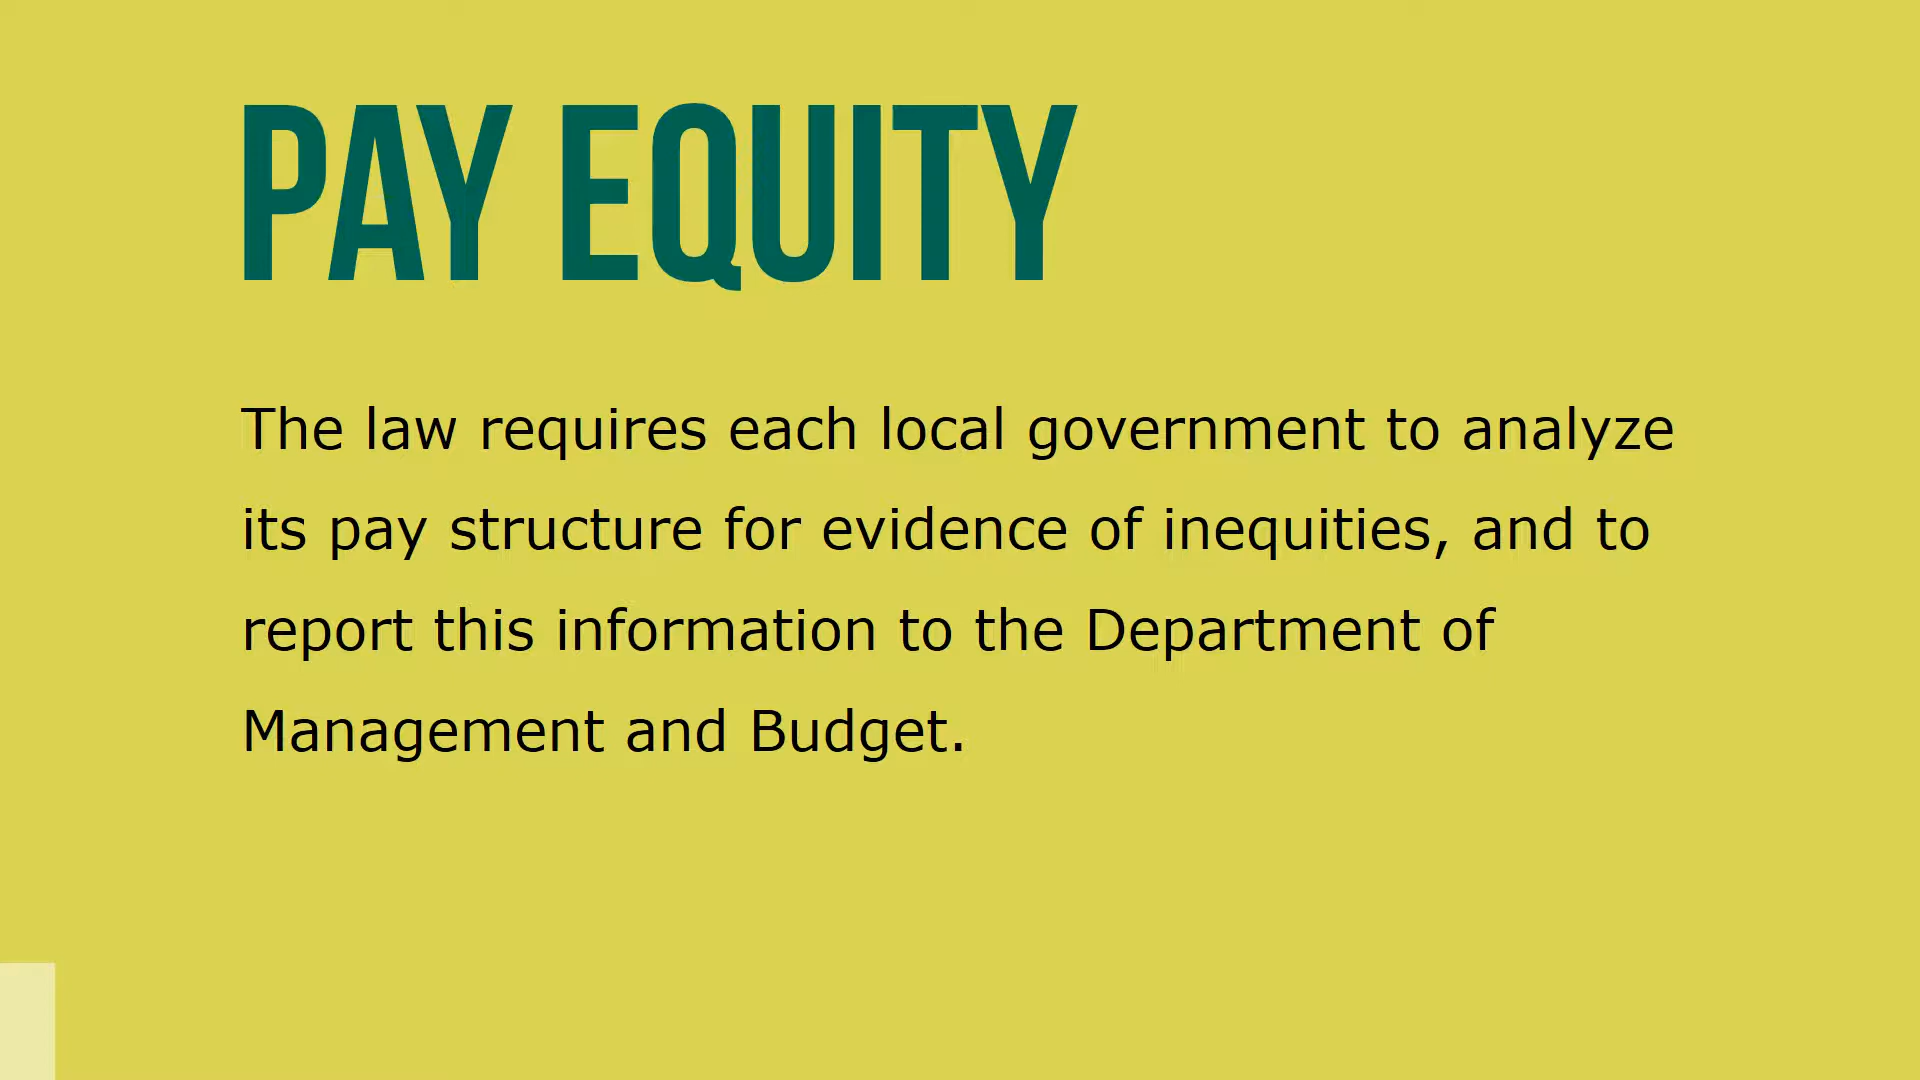 PAY EQUITY
The law requires each local government to analyze
its pay structure for evidence of inequities, and to
report this information to the Department of
Management and Budget.